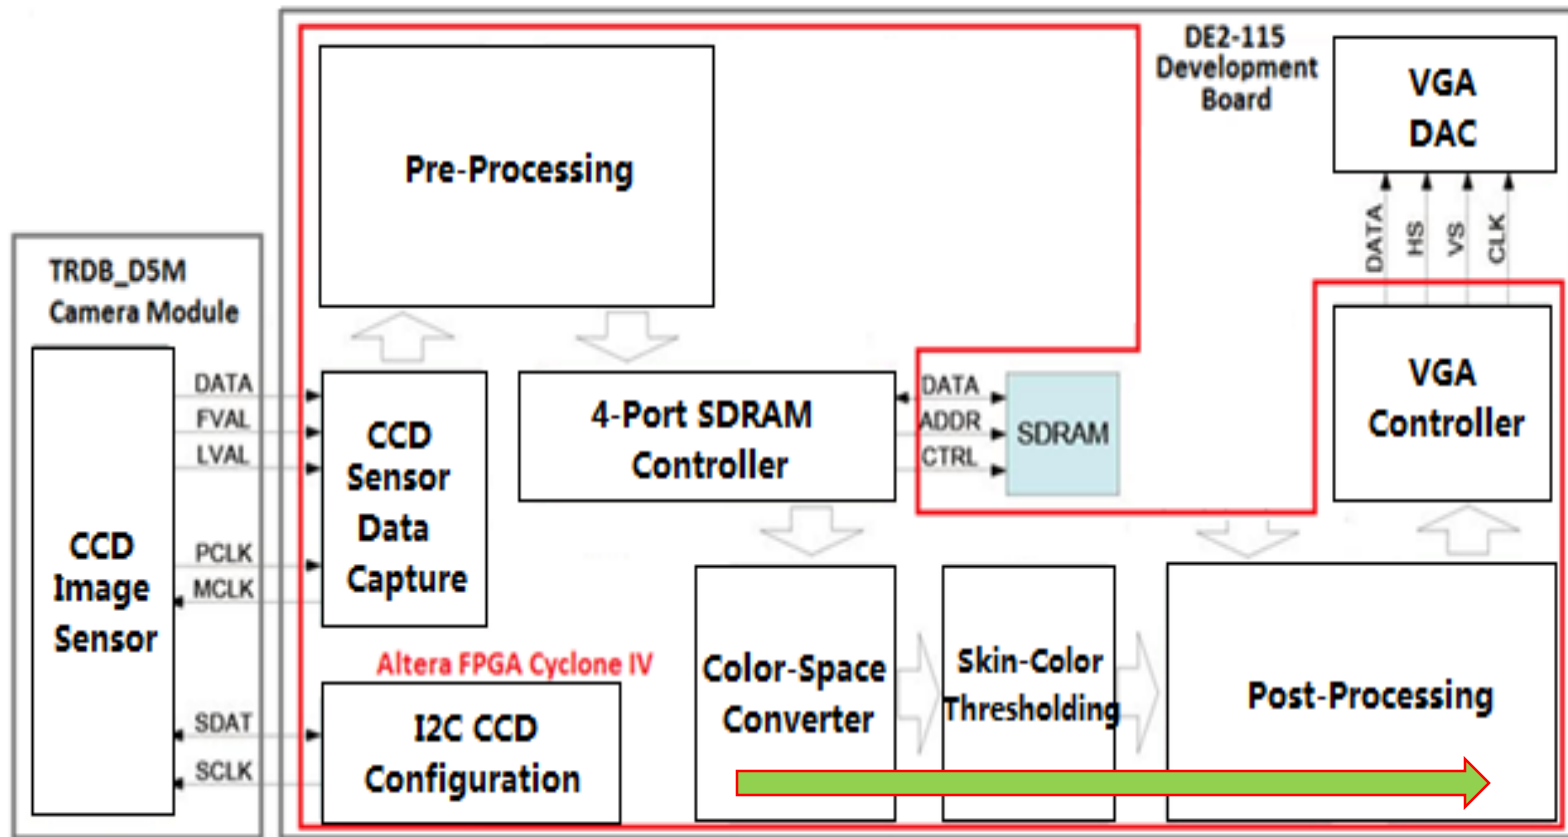 DE2-115
Development
Board
VGA
DAC
Pre-Processing
DATA
HS
VS
CLK
TRDB_D5M
Camera Module
CCD
Image
Sensor
DATA
FVAL
LVAL
PCLK
MCLK
SDAT
SCLK
CCD
Sensor
Data
Capture
4-Port SDRAM
Controller
DATA
ADDR
CTRL
SDRAM
VGA
Controller
Altera FPGA Cyclone IV
I2C CCD
Configuration
Color-Space
Converter
Skin-Color
Thresholding
Post-Processing